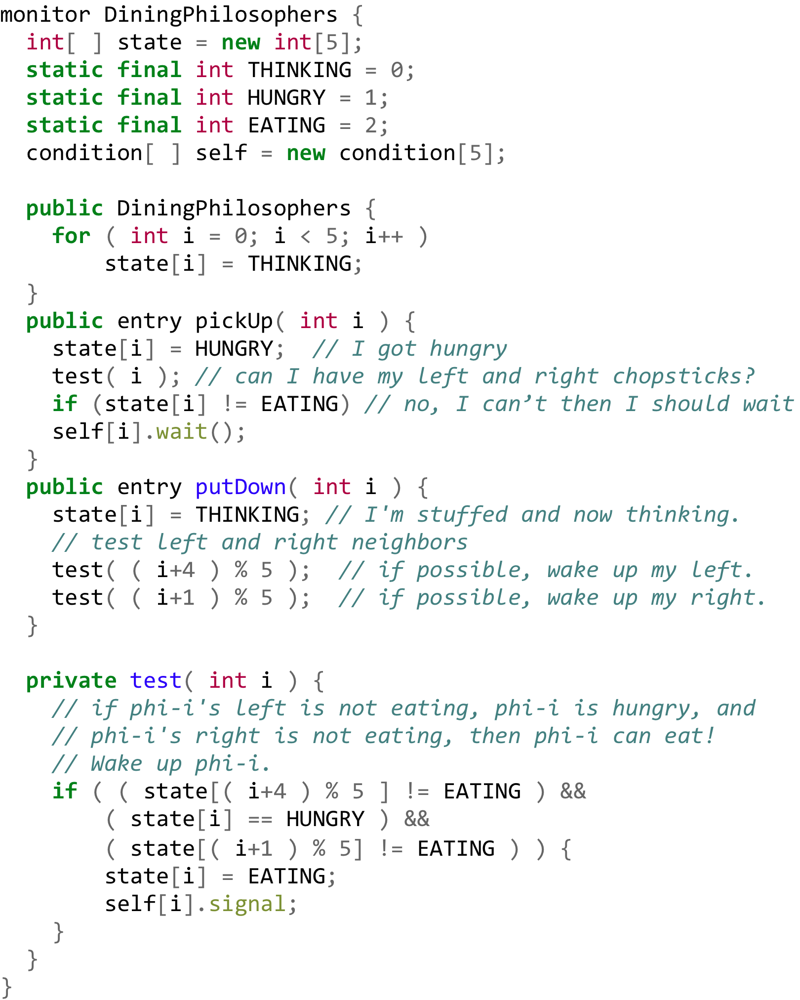 monitor DiningPhilosophers {
  int[ ] state = new int[5];
  static final int THINKING = 0;
  static final int HUNGRY = 1;
  static final int EATING = 2;
  condition[ ] self = new condition[5];

  public DiningPhilosophers {
    for ( int i = 0; i < 5; i++ )
        state[i] = THINKING;
  }
  public entry pickUp( int i ) {
    state[i] = HUNGRY;  // I got hungry
    test( i ); // can I have my left and right chopsticks?
    if (state[i] != EATING) // no, I can’t then I should wait
    self[i].wait();
  }
  public entry putDown( int i ) {
    state[i] = THINKING; // I'm stuffed and now thinking.
    // test left and right neighbors
    test( ( i+4 ) % 5 );  // if possible, wake up my left.
    test( ( i+1 ) % 5 );  // if possible, wake up my right.
  }

  private test( int i ) {
    // if phi-i's left is not eating, phi-i is hungry, and
    // phi-i's right is not eating, then phi-i can eat!
    // Wake up phi-i.
    if ( ( state[( i+4 ) % 5 ] != EATING ) &&
        ( state[i] == HUNGRY ) &&
        ( state[( i+1 ) % 5] != EATING ) ) {
        state[i] = EATING;
        self[i].signal;
    }
  }
}